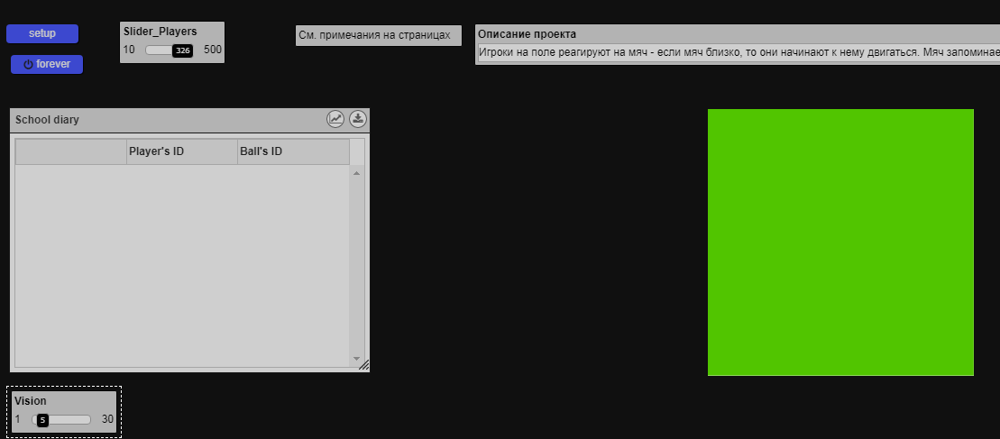 setup
forever
Slider_Players
10 326 500
См. примечания на страницах
Описание проекта
Игроки на поле реагируют на мяч - если мяч близко, то они начинают к нему двигаться. Мяч запоминае
School diary
Player's ID Ball's ID
Vision
1 5 30